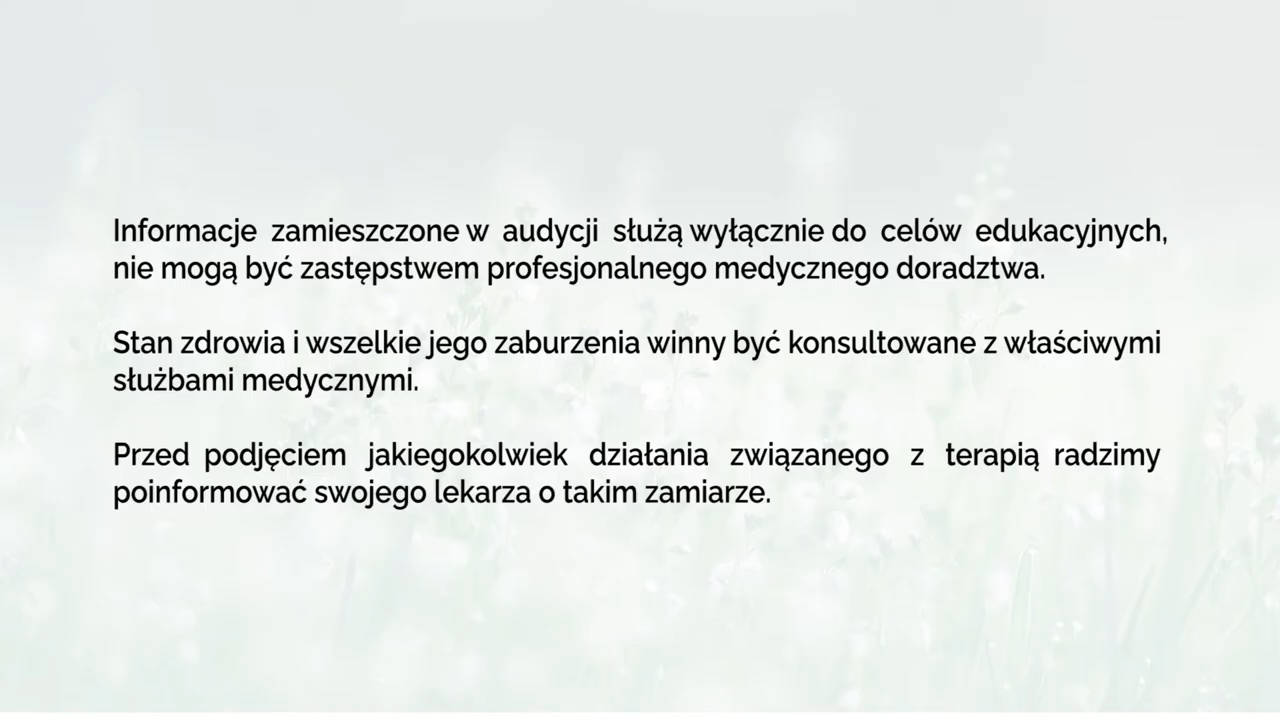 Informacje zamieszczone w audycji służą wyłącznie do celów edukacyjnych,
nie mogą być zastępstwem profesjonalnego medycznego doradztwa.
Stan zdrowia i wszelkie jego zaburzenia winny być konsultowane z właściwymi
służbami medycznymi.
Przed podjęciem jakiegokolwiek działania związanego z terapią radzimy
poinformować swojego lekarza o takim zamiarze.